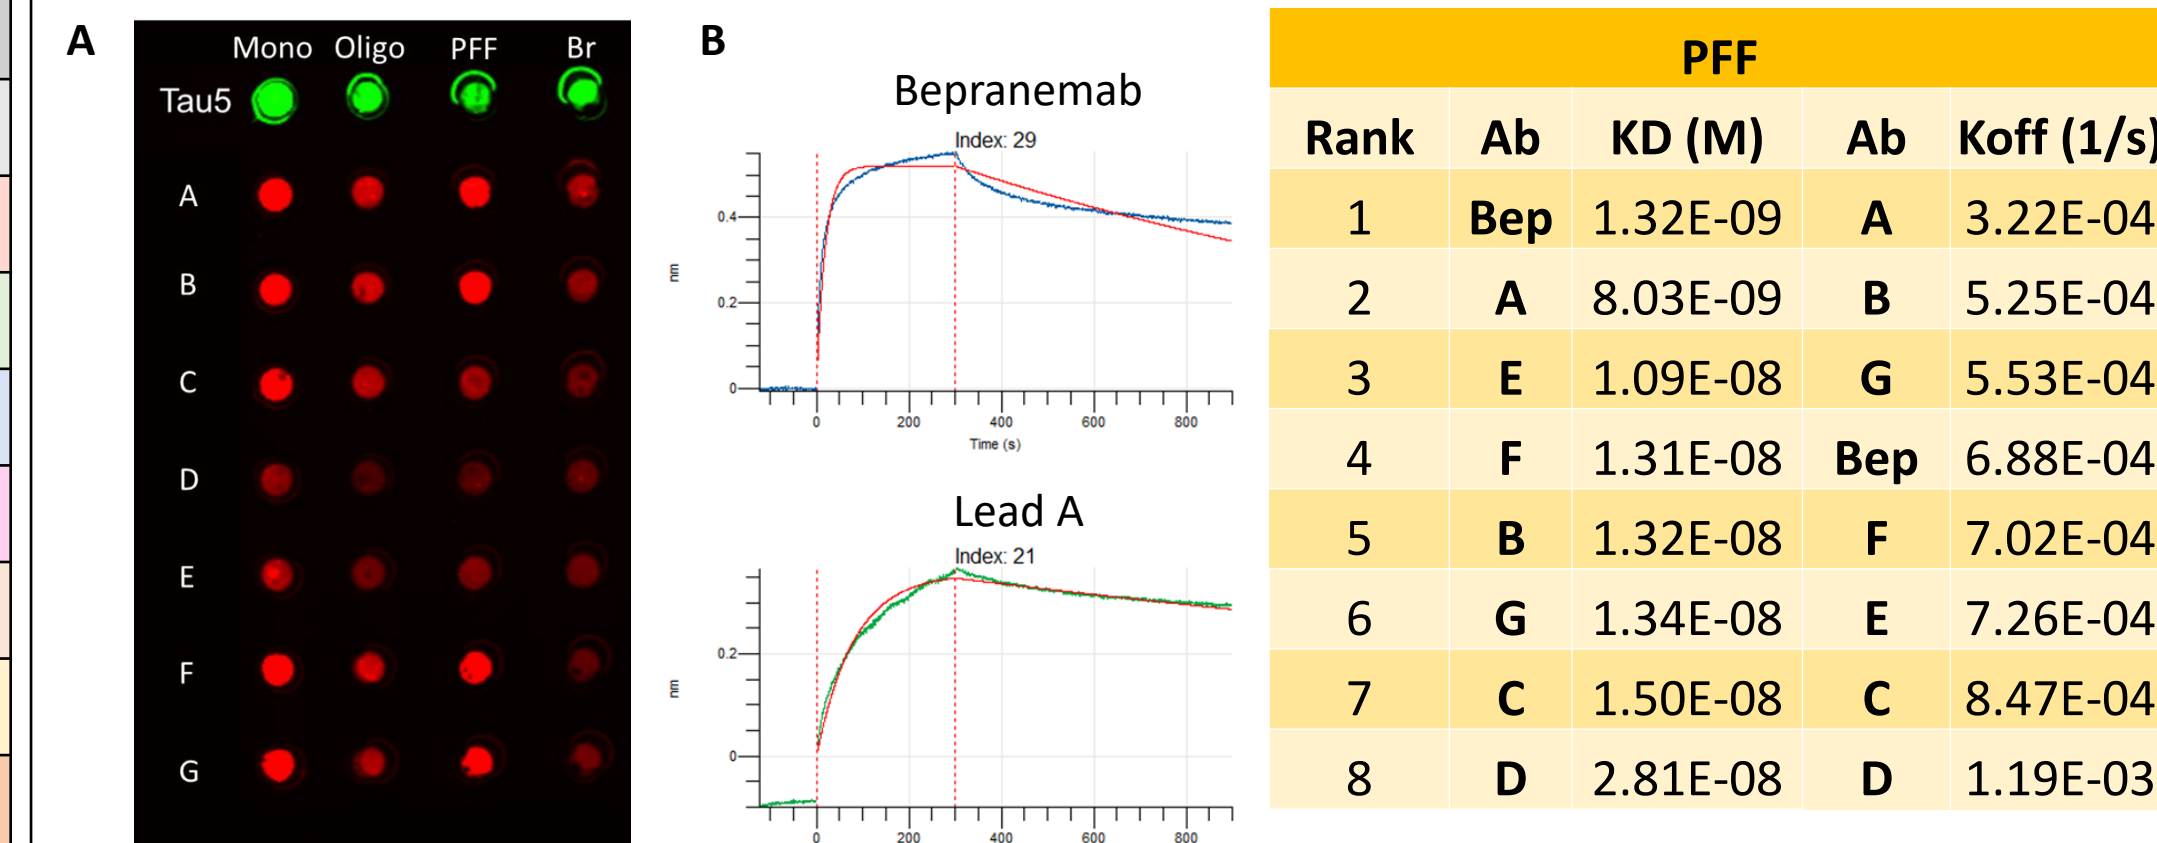 A
Mono Oligo PFF Br
Tau5
A
B
C
D
E
F
G
B
Bepranemab
Index: 29
nm
0.4
0.2
0
0 200 400 600 800
Time (s)
Lead A
Index: 21
nm
0.2
0
0 200 400 600 800
PFF
Rank Ab KD (M) Ab Koff (1/s)
1 Bep 1.32E-09 A 3.22E-04
2 A 8.03E-09 B 5.25E-04
3 E 1.09E-08 G 5.53E-04
4 F 1.31E-08 Bep 6.88E-04
5 B 1.32E-08 F 7.02E-04
6 G 1.34E-08 E 7.26E-04
7 C 1.50E-08 C 8.47E-04
8 D 2.81E-08 D 1.19E-03